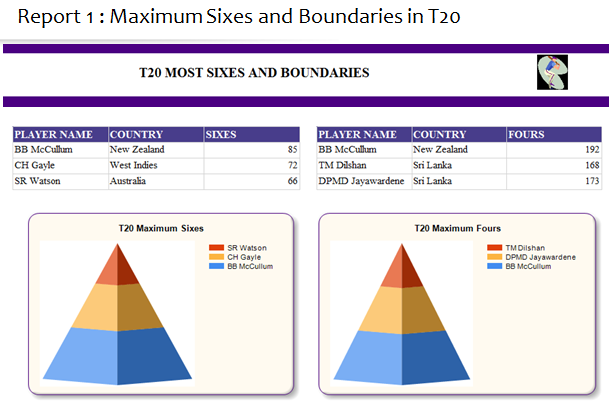 Report 1 : Maximum Sixes and Boundaries in T20
T20 MOST SIXES AND BOUNDARIES
PLAYER NAME COUNTRY SIXES
BB McCullum New Zealand 85
CH Gayle West Indies 72
SR Watson Australia 66
PLAYER NAME COUNTRY FOURS
BB McCullum New Zealand 192
TM Dilshan Sri Lanka 168
DPMD Jayawardene Sri Lanka 173
T20 Maximum Sixes
SR Watson
CH Gayle
BB McCullum
T20 Maximum Fours
TM Dilshan
DPMD Jayawardene
BB McCullum